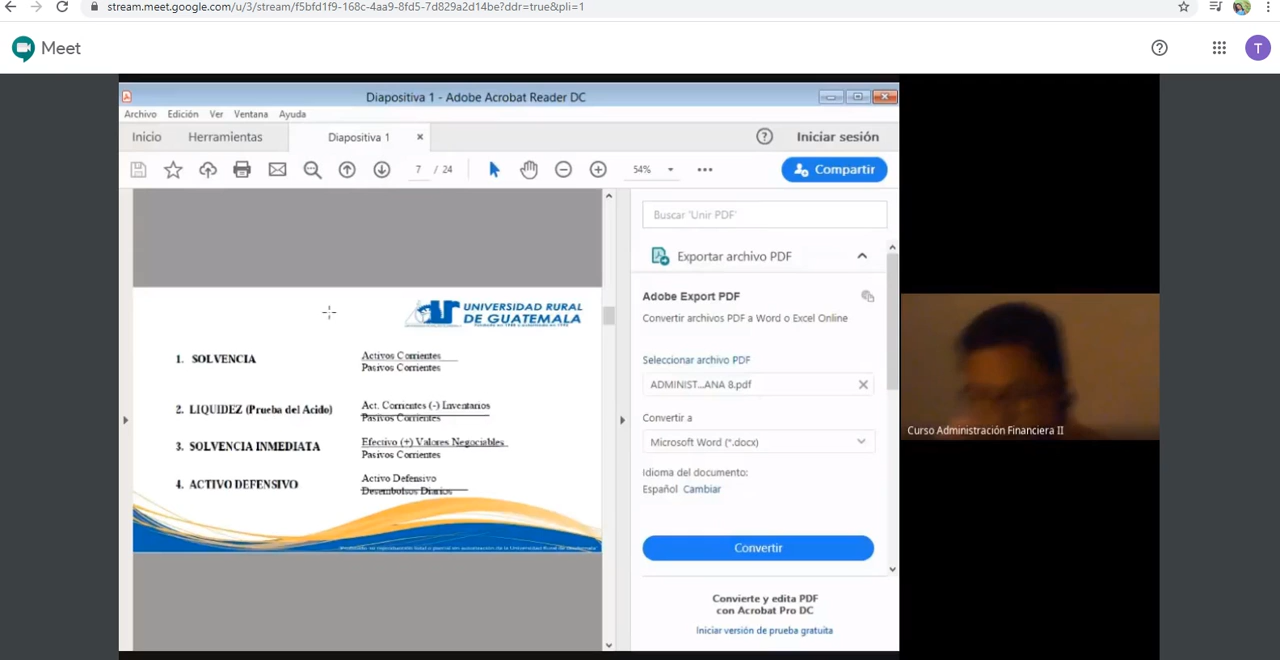 stream.meet.google.com/u/3/stream/f5bfd1f9-168c-4aa9-8fd5-7d829a2d14be?ddr=true&pli=1
Meet
T
Diapositiva 1 - Adobe Acrobat Reader DC
Archivo Edición Ver Ventana Ayuda
Inicio Herramientas Diapositiva 1 × Iniciar sesión
7 / 24 54% Compartir
Buscar 'Unir PDF'
Exportar archivo PDF
Adobe Export PDF
Convertir archivos PDF a Word o Excel Online
Seleccionar archivo PDF
ADMINIST...ANA 8.pdf
Convertir a
Microsoft Word (*.docx)
Idioma del documento:
Español Cambiar
Convertir
Convierte y edita PDF
con Acrobat Pro DC
Iniciar versión de prueba gratuita
UNIVERSIDAD RURAL
DE GUATEMALA
1. SOLVENCIA
Activos Corrientes
Pasivos Corrientes
2. LIQUIDEZ (Prueba del Acido)
Act. Corrientes (-) Inventarios
Pasivos Corrientes
3. SOLVENCIA INMEDIATA
Efectivo (+) Valores Negociables
Pasivos Corrientes
4. ACTIVO DEFENSIVO
Activo Defensivo
Desembolsos Diarios
Curso Administración Financiera II